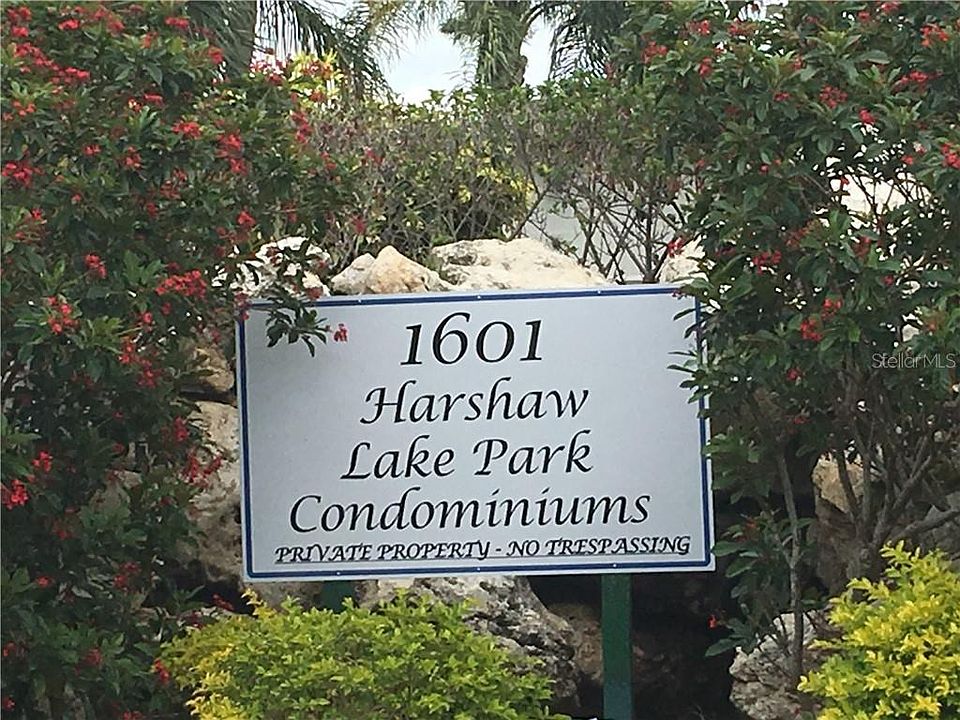 1601
Harshaw
Lake Park
Condominiums
PRIVATE PROPERTY - NO TRESPASSING
StellarMLS